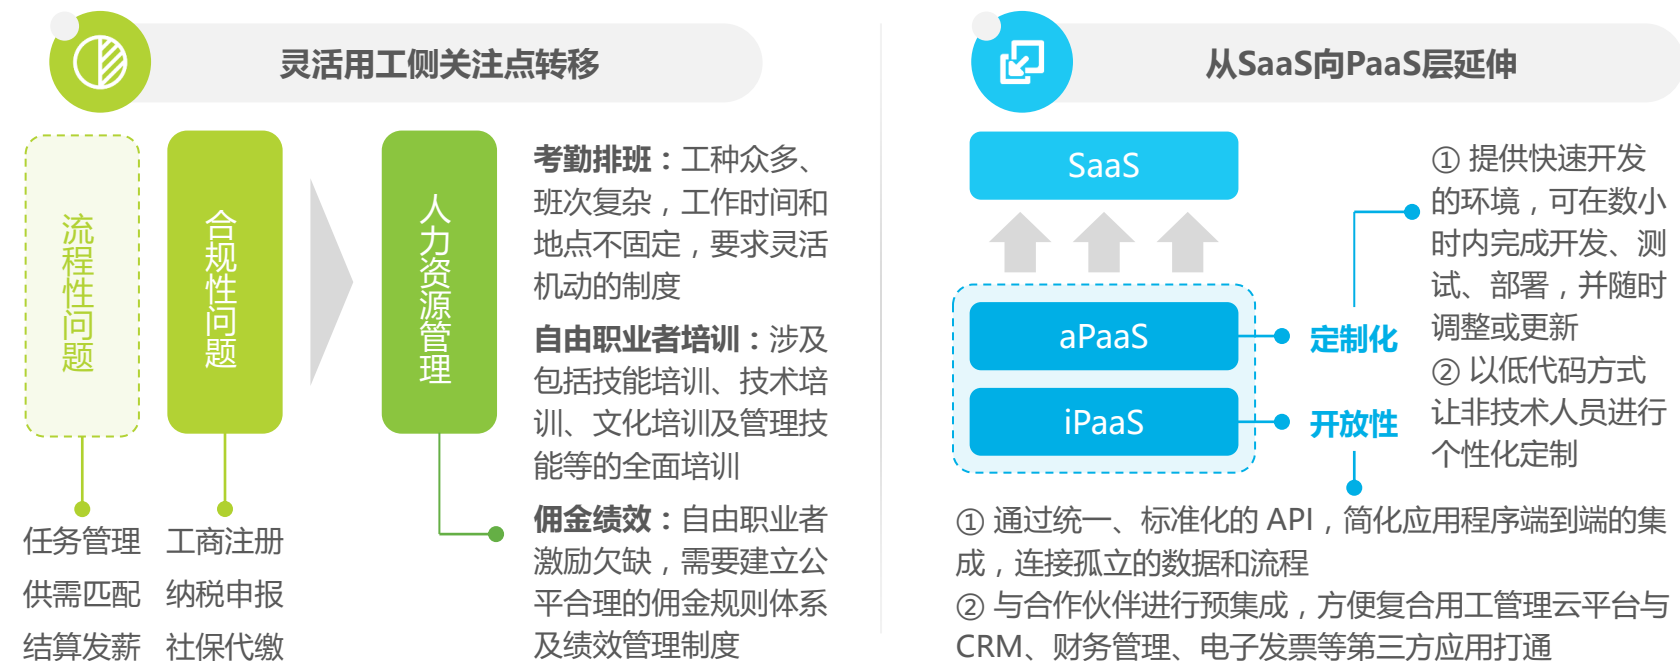 灵活用工侧关注点转移
流程性问题
合规性问题
人力资源管理
任务管理
供需匹配
结算发薪
工商注册
纳税申报
社保代缴
考勤排班：工种众多、
班次复杂，工作时间和
地点不固定，要求灵活
机动的制度
自由职业者培训：涉及
包括技能培训、技术培
训、文化培训及管理技
能等的全面培训
佣金绩效：自由职业者
激励欠缺，需要建立公
平合理的佣金规则体系
及绩效管理制度
从SaaS向PaaS层延伸
SaaS
aPaaS
iPaaS
定制化
开放性
① 提供快速开发
的环境，可在数小
时内完成开发、测
试、部署，并随时
调整或更新
② 以低代码方式
让非技术人员进行
个性化定制
① 通过统一、标准化的 API，简化应用程序端到端的集
成，连接孤立的数据和流程
② 与合作伙伴进行预集成，方便复合用工管理云平台与
CRM、财务管理、电子发票等第三方应用打通